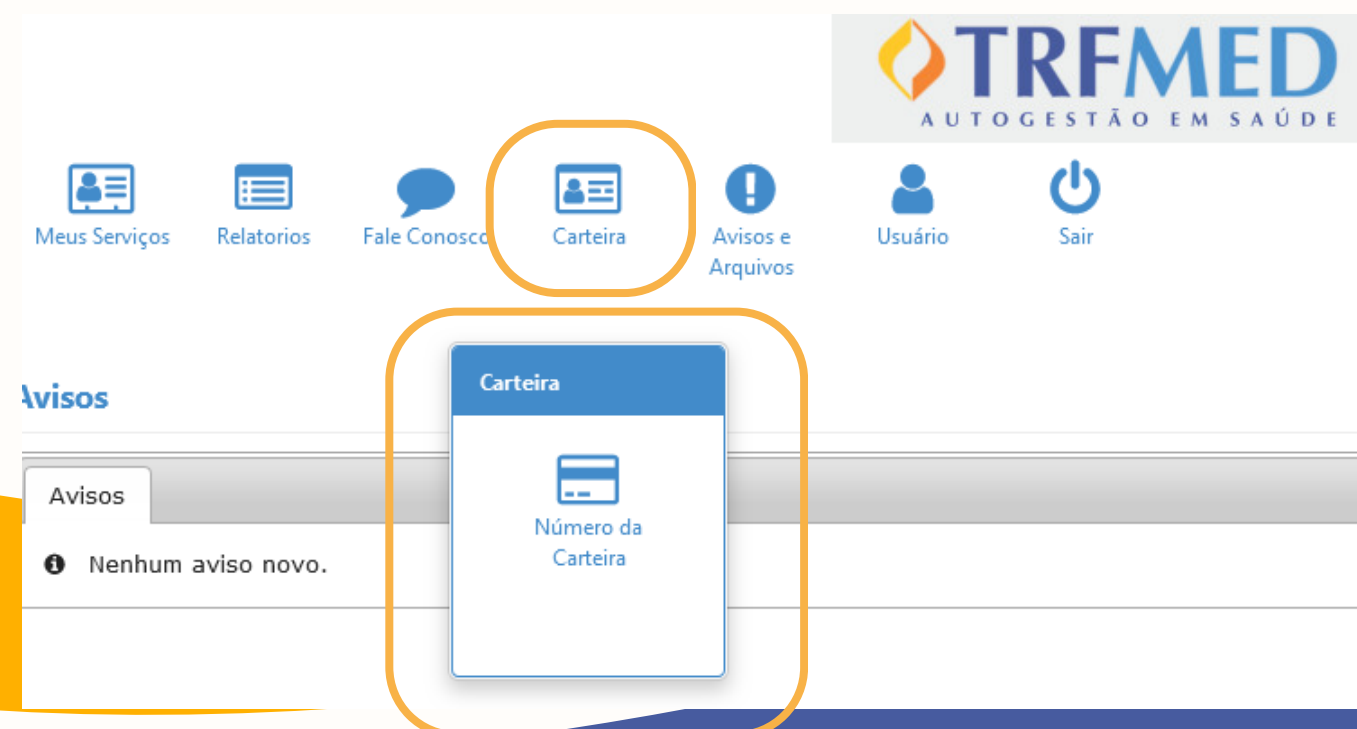 TRFMED
AUTOGESTÃO EM SAÚDE
Meus Serviços
Relatorios
Fale Conosco
Carteira
Avisos e
Arquivos
Usuário
Sair
Avisos
Carteira
Número da
Carteira
Avisos
Nenhum aviso novo.